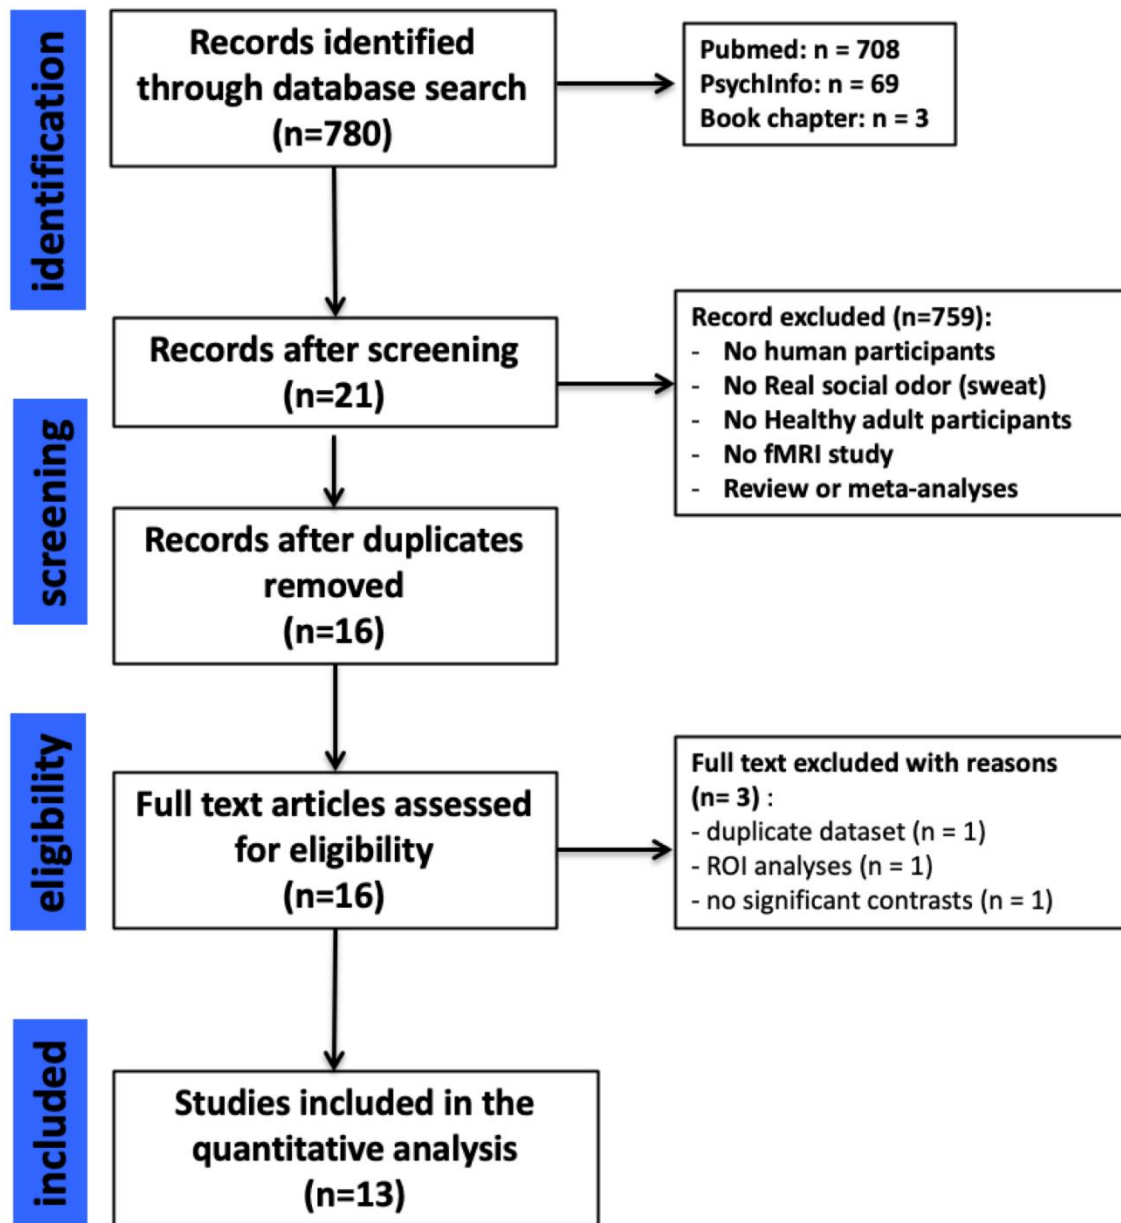 identification
Records identified
through database search
(n=780)
Pubmed: n = 708
PsychInfo: n = 69
Book chapter: n = 3
screening
Records after screening
(n=21)
Record excluded (n=759):
- No human participants
- No Real social odor (sweat)
- No Healthy adult participants
- No fMRI study
- Review or meta-analyses
Records after duplicates
removed
(n=16)
eligibility
Full text articles assessed
for eligibility
(n=16)
Full text excluded with reasons
(n= 3) :
- duplicate dataset (n = 1)
- ROI analyses (n = 1)
- no significant contrasts (n = 1)
included
Studies included in the
quantitative analysis
(n=13)